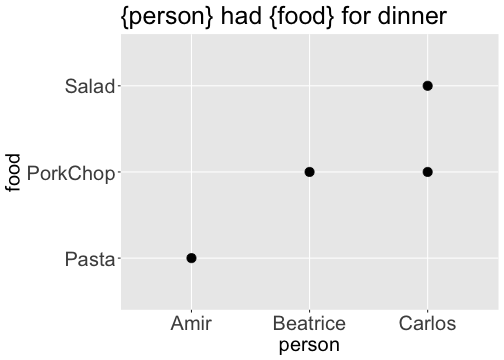 {person} had {food} for dinner
food
Salad
PorkChop
Pasta
Amir Beatrice Carlos
person